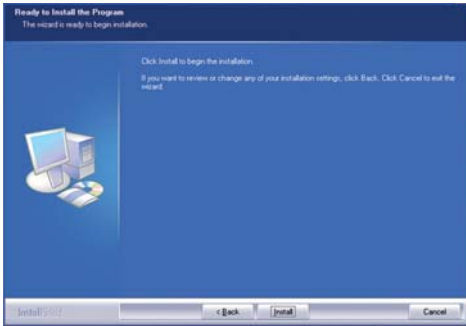 Ready to Install the Program
The wizard is ready to begin installation.
Click Install to begin the installation.
If you want to review or change any of your installation settings, click Back. Click Cancel to exit the
wizard.
InstallShield
< Back
Install
Cancel